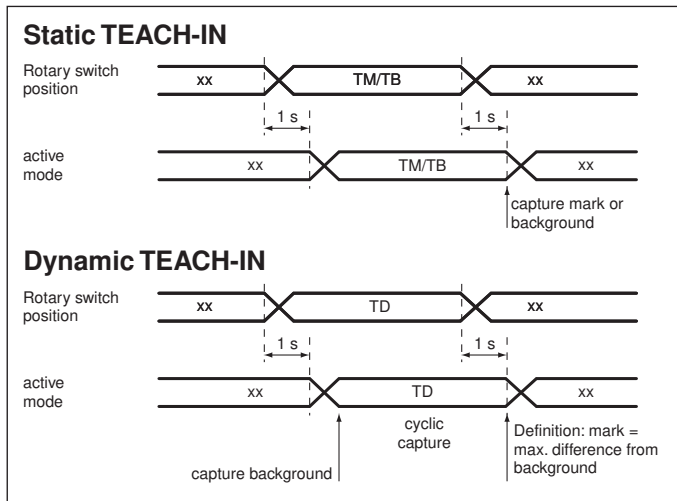 Static TEACH-IN
Rotary switch
position
xx
TM/TB
xx
1 s
1 s
active
mode
xx
TM/TB
xx
capture mark or
background
Dynamic TEACH-IN
Rotary switch
position
xx
TD
xx
1 s
1 s
active
mode
xx
TD
xx
cyclic
capture
capture background
Definition: mark =
max. difference from
background